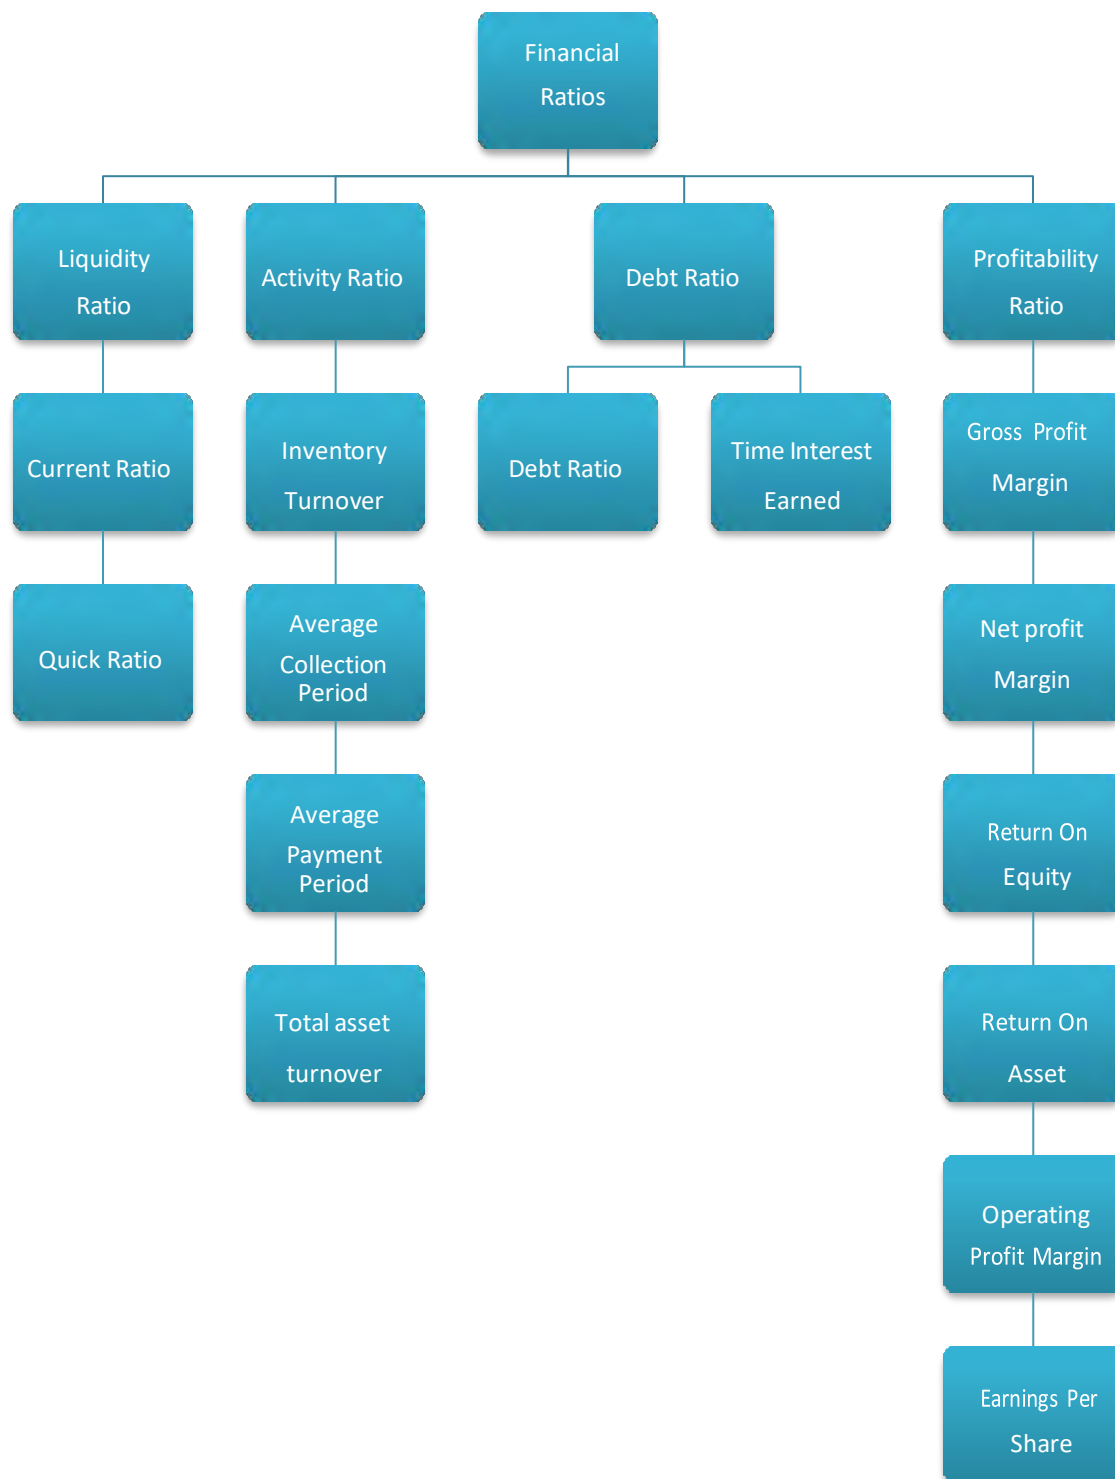 Financial
Ratios
Liquidity
Ratio
Activity Ratio
Debt Ratio
Profitability
Ratio
Current Ratio
Inventory
Turnover
Debt Ratio
Time Interest
Earned
Gross Profit
Margin
Quick Ratio
Average
Collection
Period
Net profit
Margin
Average
Payment
Period
Return On
Equity
Total asset
turnover
Return On
Asset
Operating
Profit Margin
Earnings Per
Share